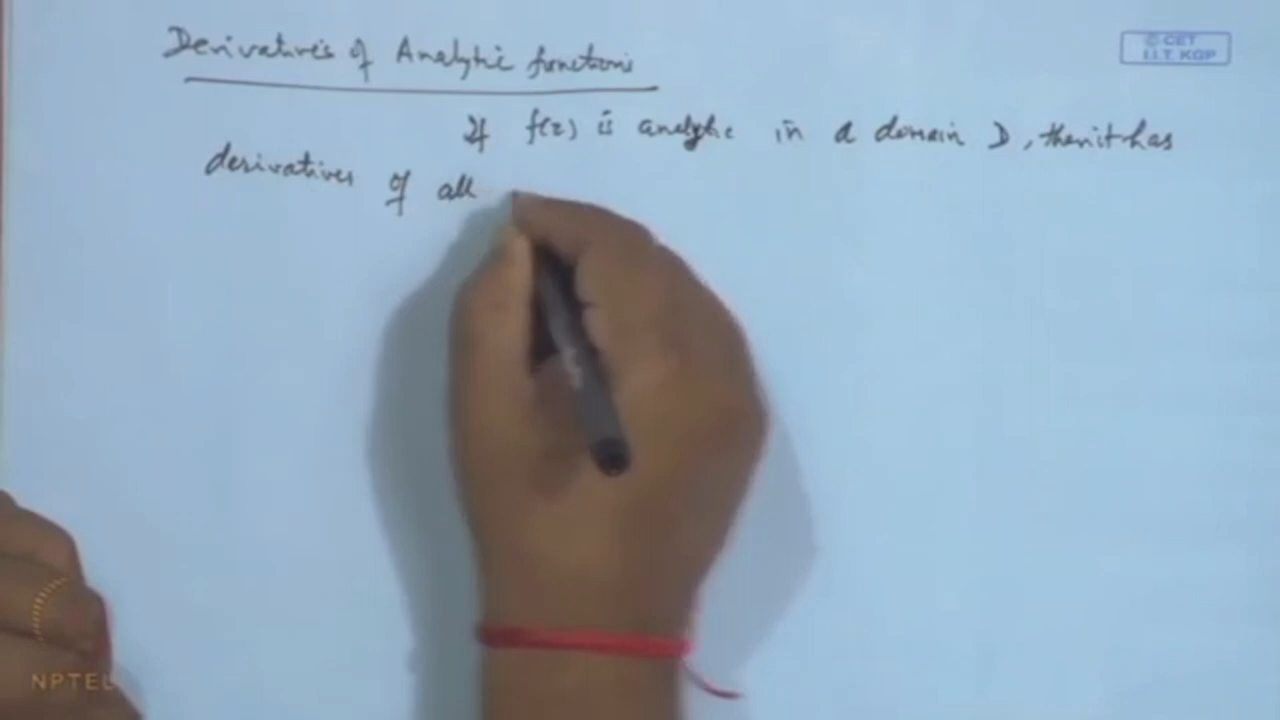 Derivatives of Analytic functions
© CET
I.I.T. KGP
If f(z) is analytic in a domain D, then it has
derivatives of all
NPTEL